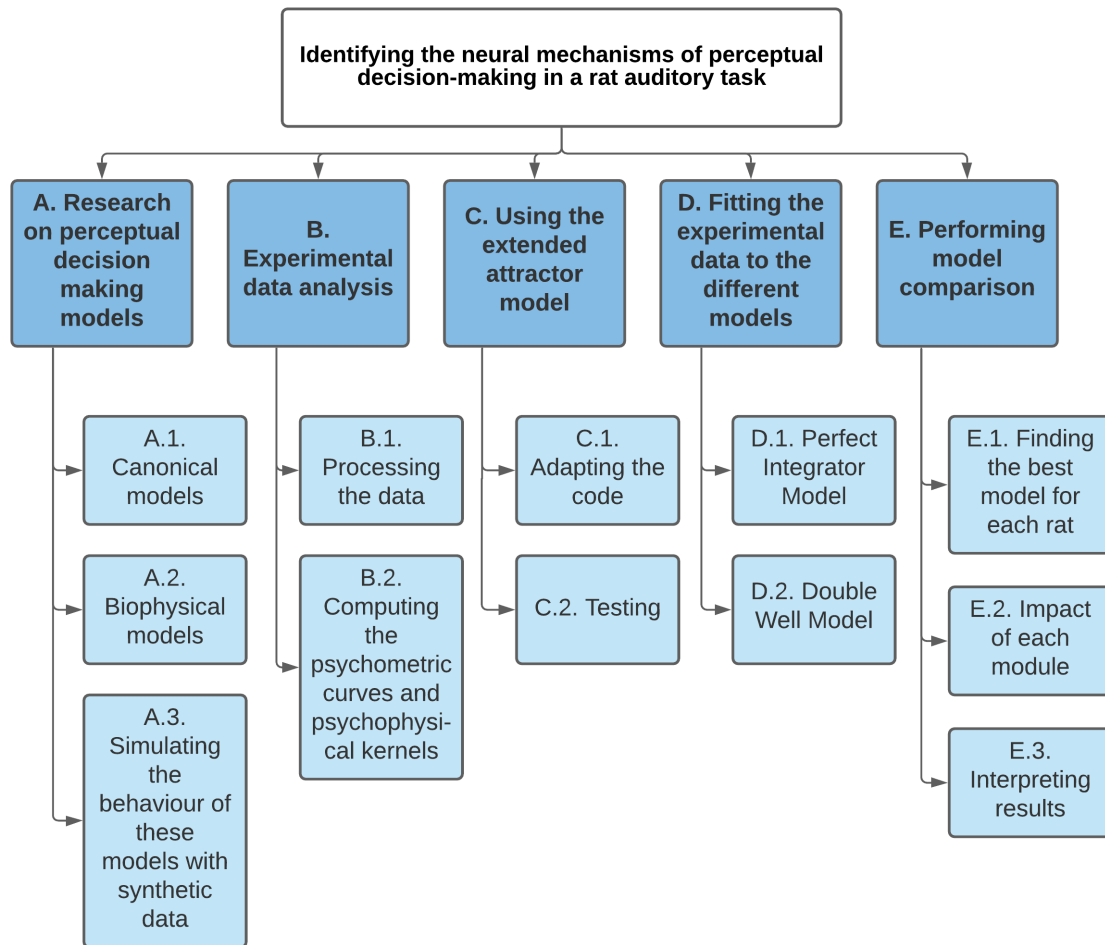 Identifying the neural mechanisms of perceptual
decision-making in a rat auditory task
A. Research
on perceptual
decision
making
models
B.
Experimental
data analysis
C. Using the
extended
attractor
model
D. Fitting the
experimental
data to the
different
models
E. Performing
model
comparison
A.1.
Canonical
models
A.2.
Biophysical
models
A.3.
Simulating
the
behaviour of
these
models with
synthetic
data
B.1.
Processing
the data
B.2.
Computing
the
psychometric
curves and
psychophysi-
cal kernels
C.1.
Adapting the
code
C.2. Testing
D.1. Perfect
Integrator
Model
D.2. Double
Well Model
E.1. Finding
the best
model for
each rat
E.2. Impact
of each
module
E.3.
Interpreting
results